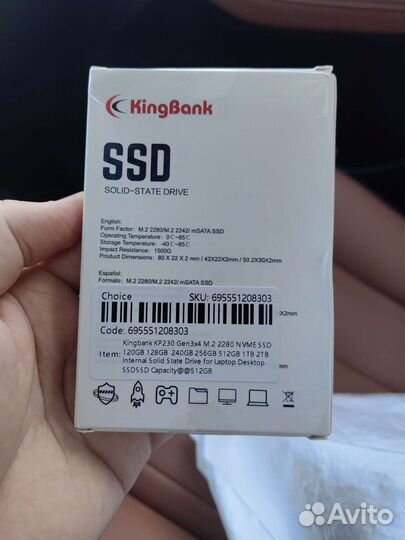 KingBank
SSD
SOLID-STATE DRIVE
English:
Form Factor: M.2 2280/M.2 2242/ mSATA SSD
Operating Temperature: 0℃~85℃
Storage Temperature: -40℃~85℃
Impact Resistance: 1500G
Product Dimensions: 80 X 22 X 2 mm / 42X22X2mm / 50.2X30X2mm
Español:
Formato: M.2 2280/M.2 2242/ mSATA SSD
X2mm
Choice SKU: 695551208303
Code: 695551208303
Kingbank KP230 Gen3x4 M.2 2280 NVME SSD
Item: 120GB 128GB 240GB 256GB 512GB 1TB 2TB
Internal Solid State Drive for Laptop Desktop
SSDSSD Capacity@@512GB
Avito